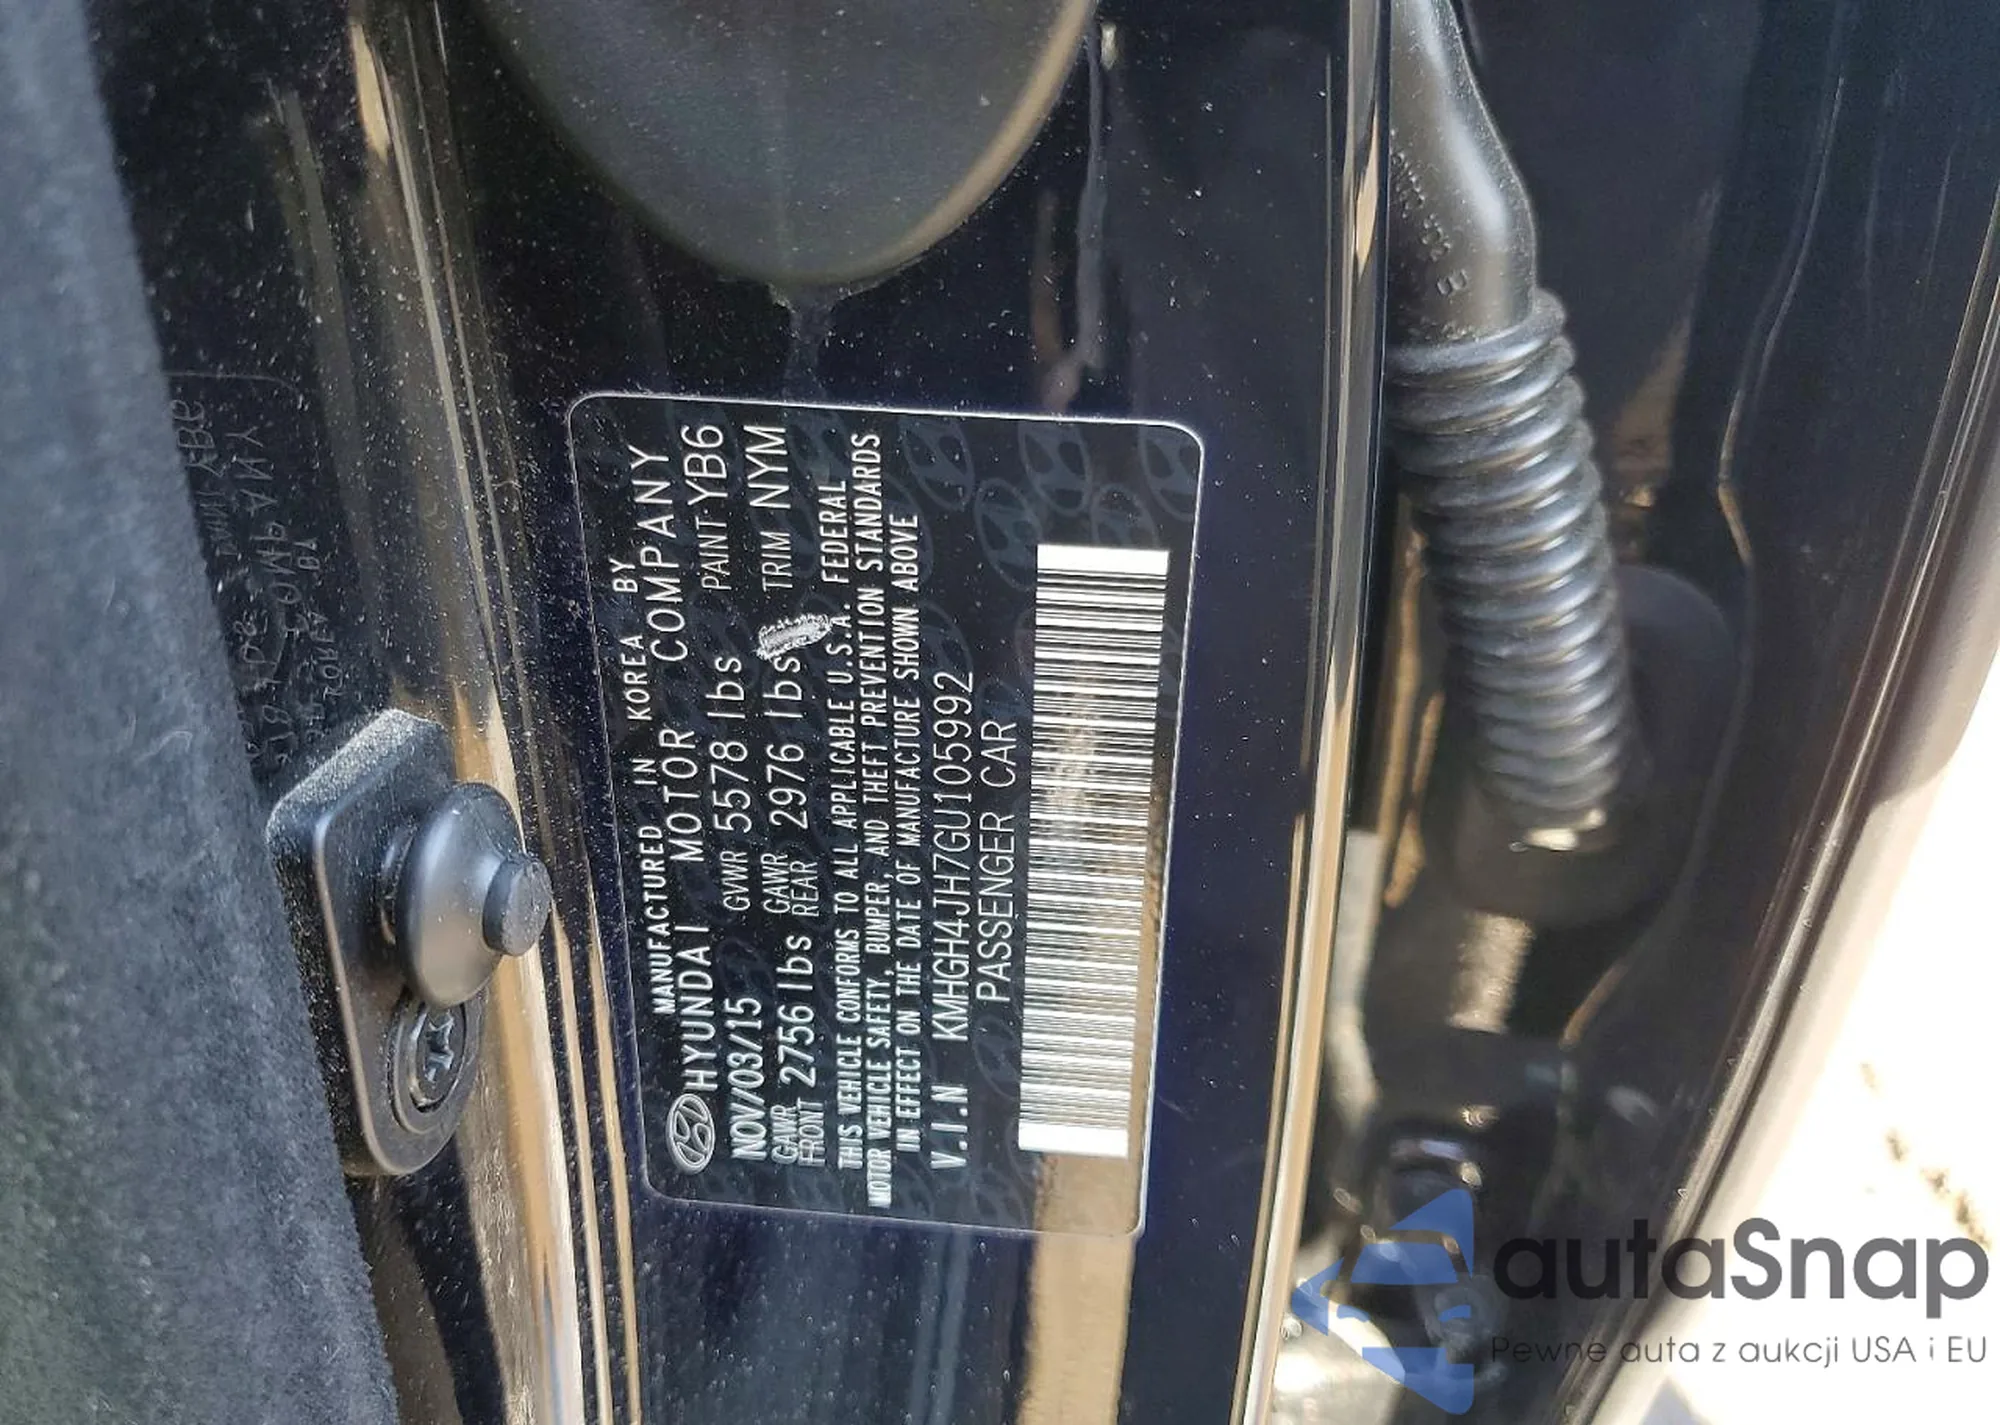 MANUFACTURED IN KOREA BY
HYUNDAI MOTOR COMPANY
NOV/03/15 GVWR 5578 lbs PAINT YB6
GAWR FRONT 2756 lbs GAWR REAR 2976 lbs TRIM NYM
THIS VEHICLE CONFORMS TO ALL APPLICABLE U.S.A. FEDERAL
MOTOR VEHICLE SAFETY, BUMPER, AND THEFT PREVENTION STANDARDS
IN EFFECT ON THE DATE OF MANUFACTURE SHOWN ABOVE
V.I.N KMHGH4JH7GU105992
PASSENGER CAR
autaSnap
Pewne auta z aukcji USA i EU